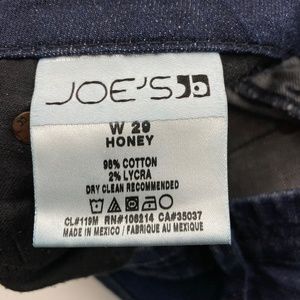 JOE'S
W 29
HONEY
98% COTTON
2% LYCRA
DRY CLEAN RECOMMENDED
CL#119M RN#106214 CA#35037
MADE IN MEXICO / FABRIQUE AU MEXIQUE